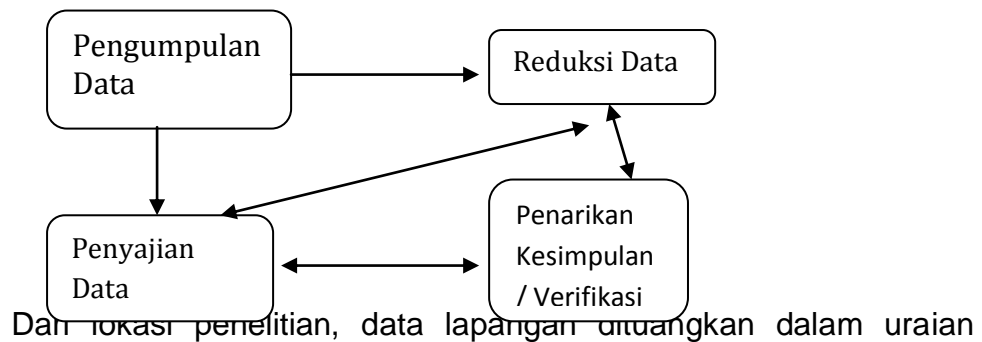 Pengumpulan
Data
Reduksi Data
Penyajian
Data
Penarikan
Kesimpulan
/ Verifikasi
Dari lokasi penelitian, data lapangan dituangkan dalam uraian